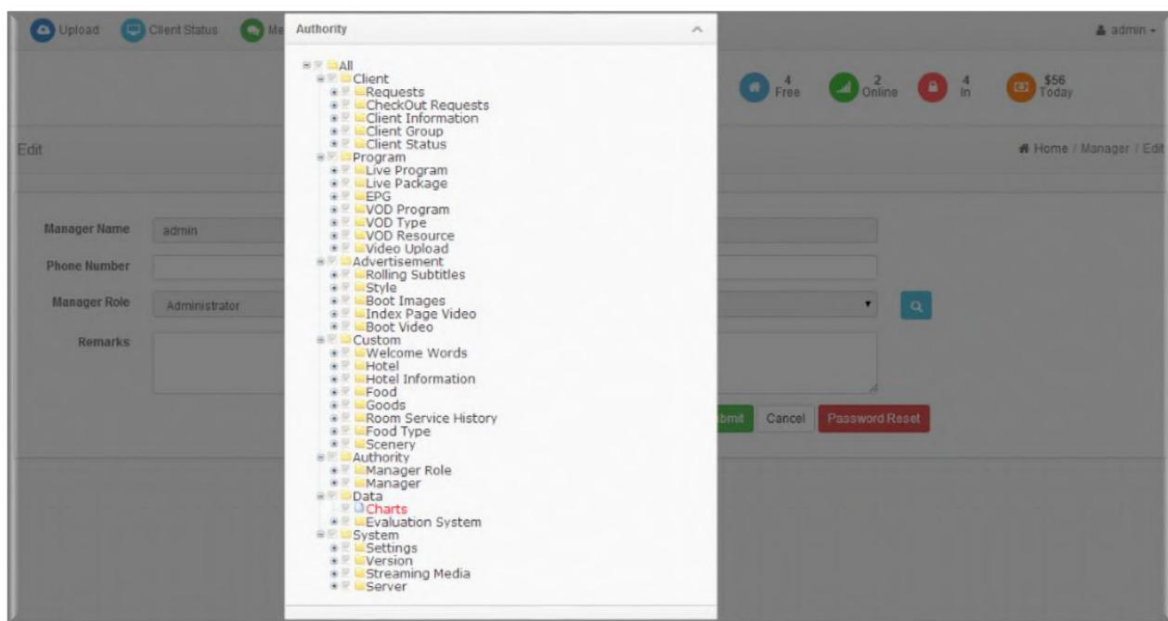 Upload Client Status Me
Authority
admin
4
Free
2
Online
4
In
$56
Today
Edit
Home / Manager / Edit
All
Client
Requests
CheckOut Requests
Client Information
Client Group
Client Status
Program
Live Program
Live Package
EPG
VOD Program
VOD Type
VOD Resource
Video Upload
Advertisement
Rolling Subtitles
Style
Boot Images
Index Page Video
Boot Video
Custom
Welcome Words
Hotel
Hotel Information
Food
Goods
Room Service History
Food Type
Scenery
Authority
Manager Role
Manager
Data
Charts
Evaluation System
System
Settings
Version
Streaming Media
Server
Manager Name admin
Phone Number
Manager Role Administrator
Remarks
bmit Cancel Password Reset